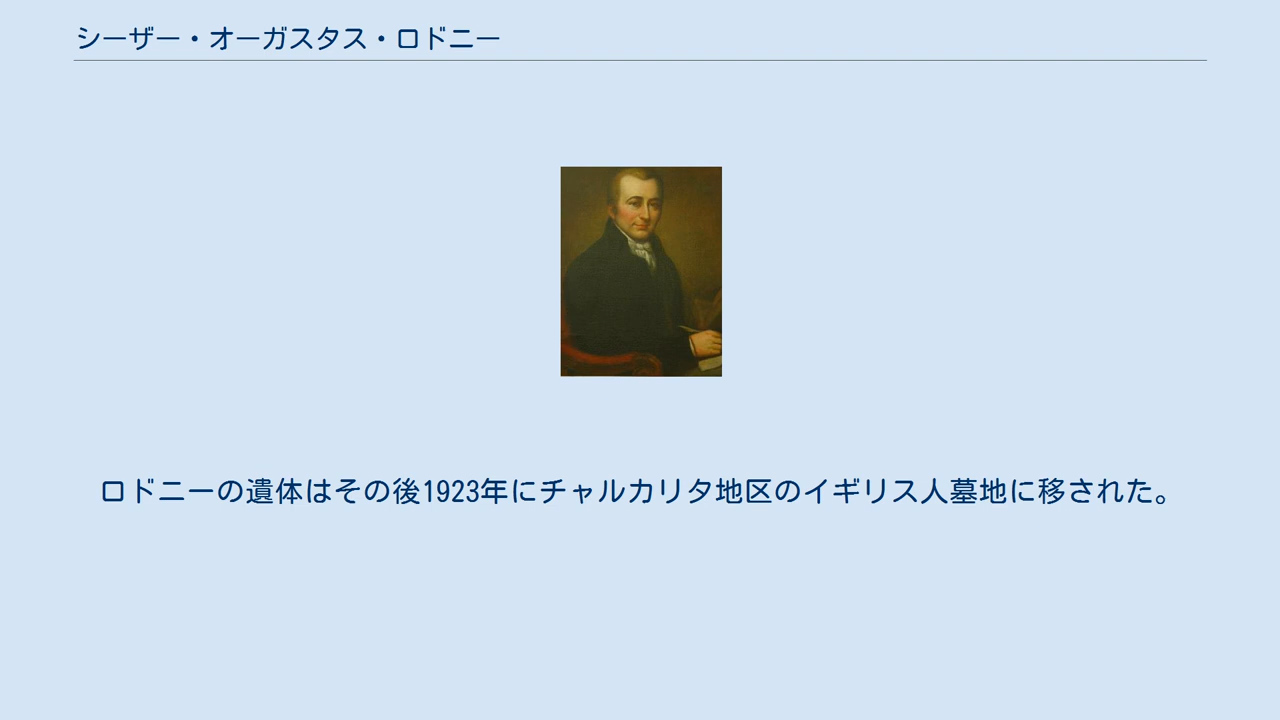 シーザー・オーガスタス・ロドニー
ロドニーの遺体はその後1923年にチャルカリタ地区のイギリス人墓地に移された。